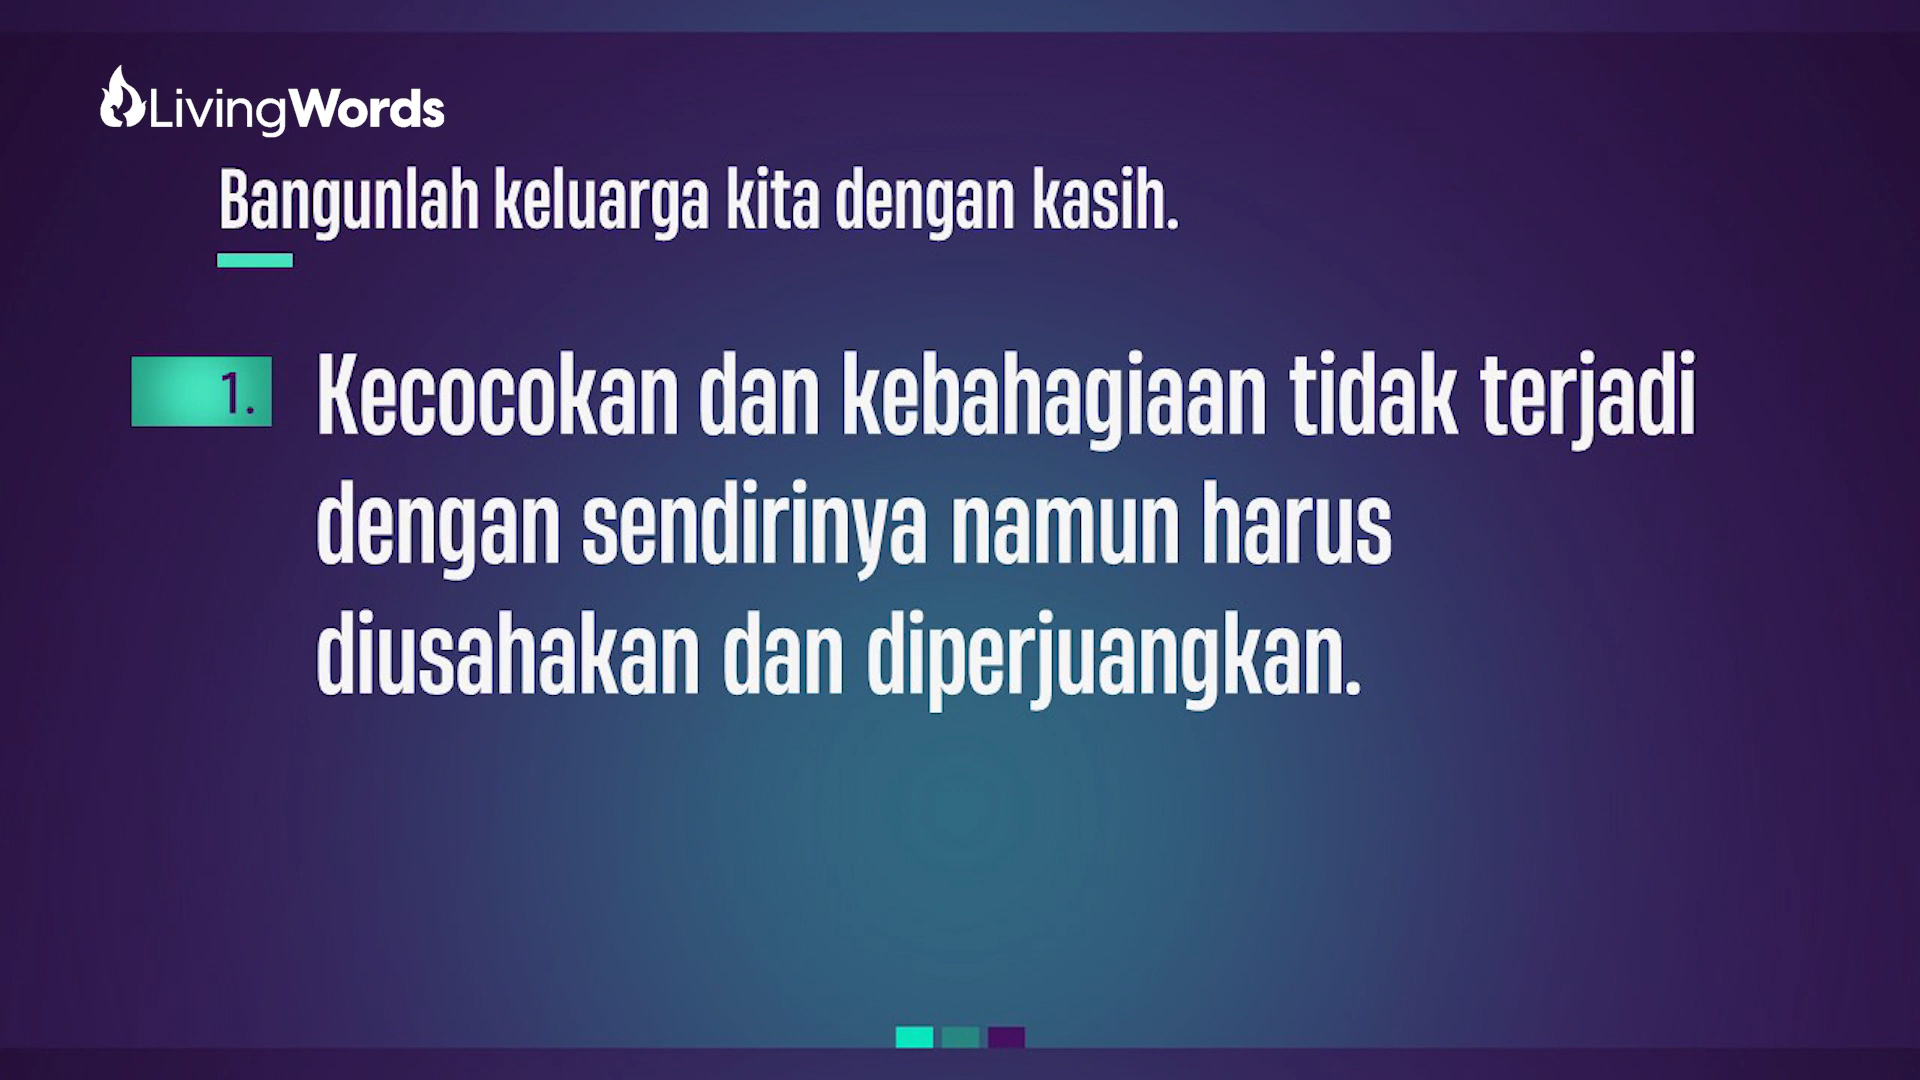 LivingWords
Bangunlah keluarga kita dengan kasih.
1. Kecocokan dan kebahagiaan tidak terjadi
dengan sendirinya namun harus
diusahakan dan diperjuangkan.